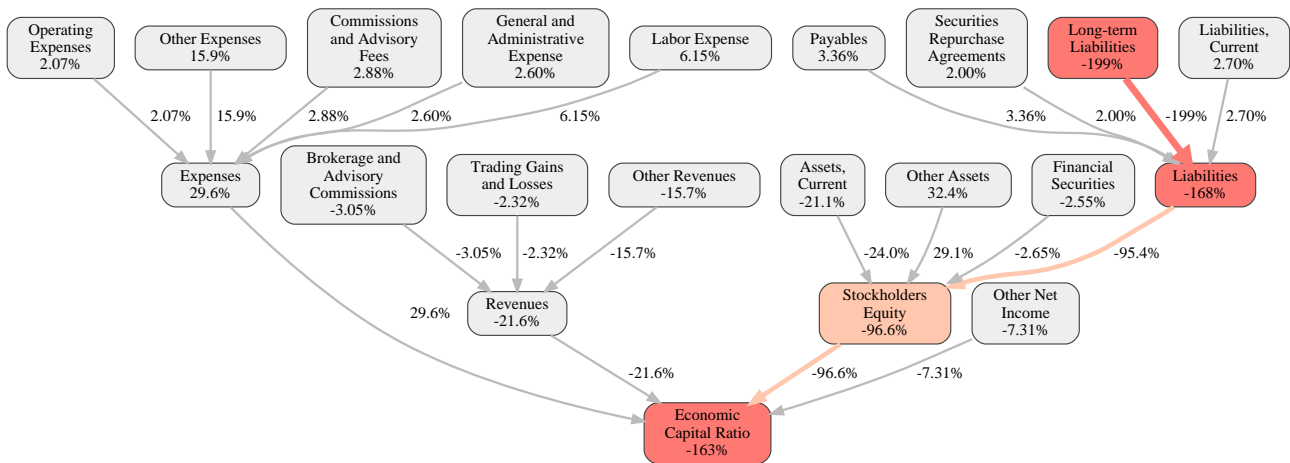 Operating
Expenses
2.07%
Other Expenses
15.9%
Commissions
and Advisory
Fees
2.88%
General and
Administrative
Expense
2.60%
Labor Expense
6.15%
Payables
3.36%
Securities
Repurchase
Agreements
2.00%
Long-term
Liabilities
-199%
Liabilities,
Current
2.70%
2.07%
15.9%
2.88%
2.60%
6.15%
3.36%
2.00%
-199%
2.70%
Expenses
29.6%
Brokerage and
Advisory
Commissions
-3.05%
Trading Gains
and Losses
-2.32%
Other Revenues
-15.7%
Assets,
Current
-21.1%
Other Assets
32.4%
Financial
Securities
-2.55%
Liabilities
-168%
-3.05%
-2.32%
-15.7%
-24.0%
29.1%
-2.65%
-95.4%
29.6%
Revenues
-21.6%
Stockholders
Equity
-96.6%
Other Net
Income
-7.31%
-21.6%
-96.6%
-7.31%
Economic
Capital Ratio
-163%